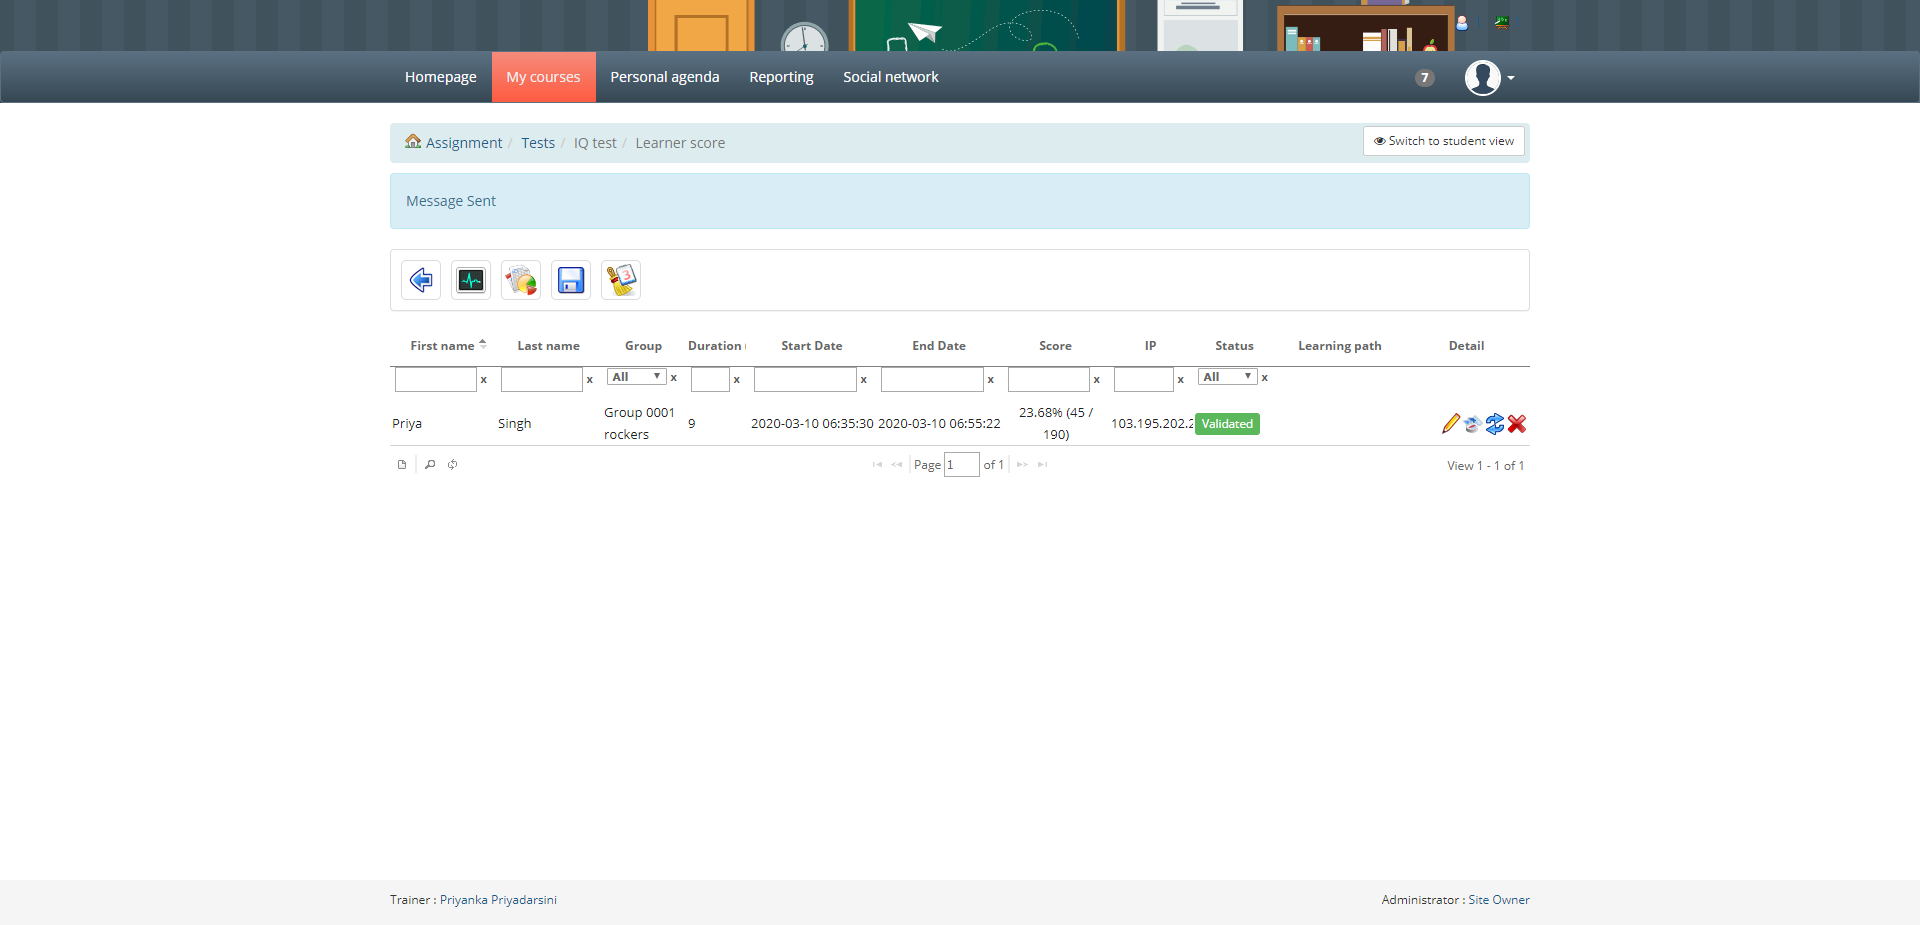 Homepage My courses Personal agenda Reporting Social network 7
Assignment / Tests / IQ test / Learner score Switch to student view
Message Sent
3
First name Last name Group Duration Start Date End Date Score IP Status Learning path Detail
x x All x x x x x x All x
Priya Singh Group 0001 rockers 9 2020-03-10 06:35:30 2020-03-10 06:55:22 23.68% (45 / 190) 103.195.202.2 Validated
Page 1 of 1 View 1 - 1 of 1
Trainer : Priyanka Priyadarsini Administrator : Site Owner